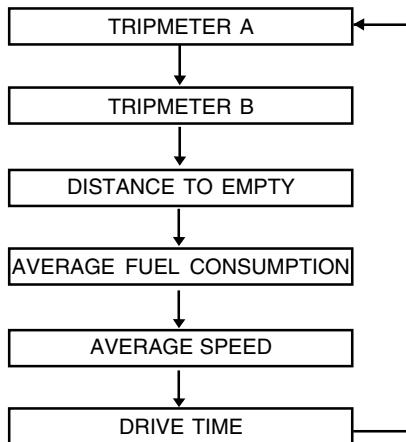 TRIPMETER A
TRIPMETER B
DISTANCE TO EMPTY
AVERAGE FUEL CONSUMPTION
AVERAGE SPEED
DRIVE TIME